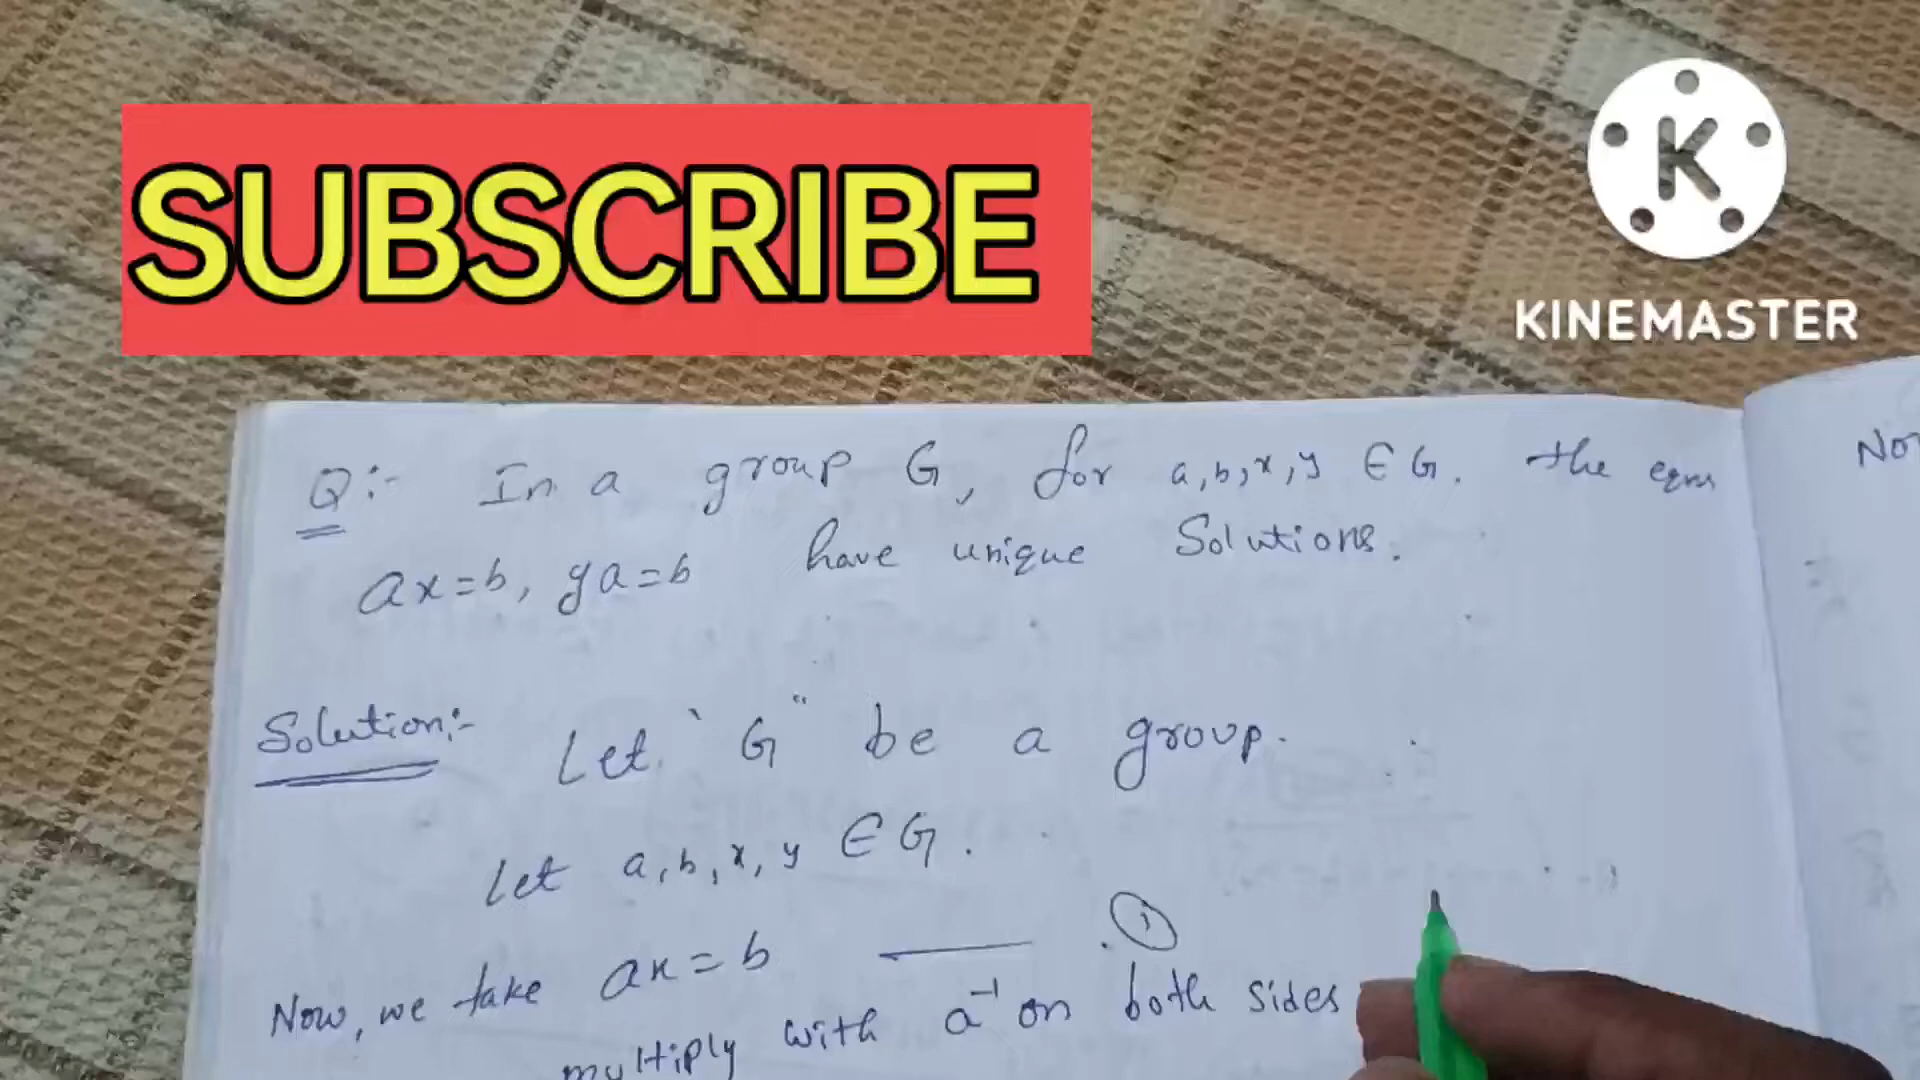 SUBSCRIBE
K
KINEMASTER
Q:- In a group G, for a,b,x,y ∈ G. the eqns
ax=b, ya=b have unique Solutions.
Solution:- Let "G" be a group.
Let a,b,x,y ∈ G.
Now, we take ax=b —— ①
multiply with a⁻¹ on both sides